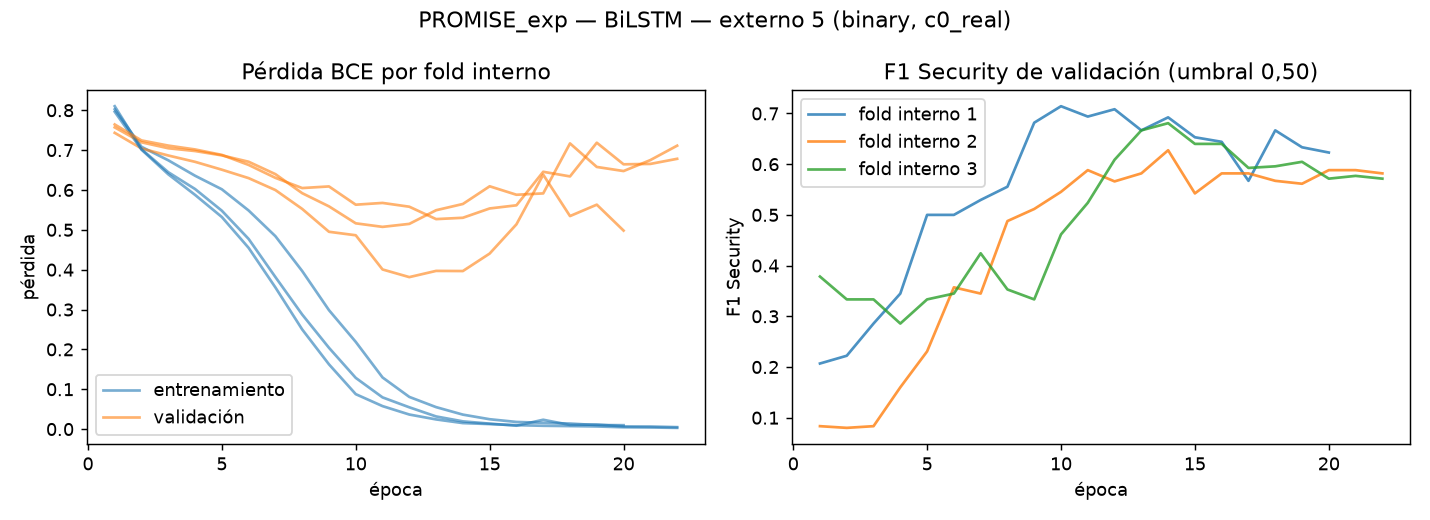 PROMISE_exp — BiLSTM — externo 5 (binary, c0_real)
Pérdida BCE por fold interno
0.8
0.7
0.6
0.5
0.4
0.3
0.2
0.1
0.0
pérdida
entrenamiento
validación
0
5
10
15
20
época
F1 Security de validación (umbral 0,50)
0.7
0.6
0.5
0.4
0.3
0.2
0.1
F1 Security
fold interno 1
fold interno 2
fold interno 3
0
5
10
15
20
época